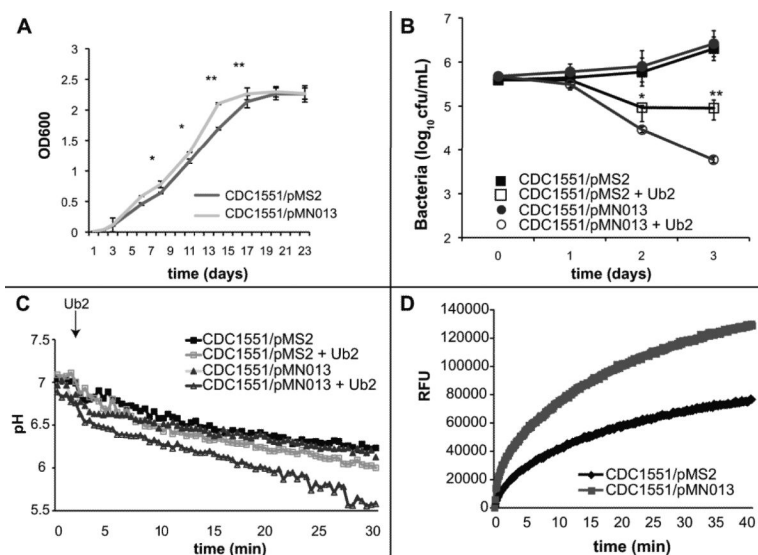 A
3
2.5
2
1.5
1
0.5
0
OD600
**
**
*
*
CDC1551/pMS2
CDC1551/pMN013
1 3 5 7 9 11 13 15 17 19 21 23
time (days)
B
7
6
5
4
3
2
Bacteria (log10cfu/mL)
*
**
CDC1551/pMS2
CDC1551/pMS2 + Ub2
CDC1551/pMN013
CDC1551/pMN013 + Ub2
0 1 2 3
time (days)
C
Ub2
7.5
7
6.5
6
5.5
pH
CDC1551/pMS2
CDC1551/pMS2 + Ub2
CDC1551/pMN013
CDC1551/pMN013 + Ub2
0 5 10 15 20 25 30
time (min)
D
140000
120000
100000
80000
60000
40000
20000
0
RFU
CDC1551/pMS2
CDC1551/pMN013
0 5 10 15 20 25 30 35 40
time (min)